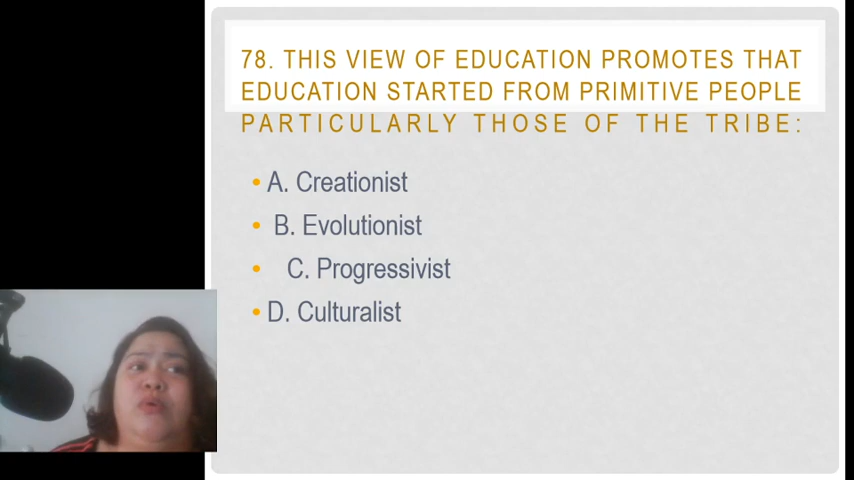 78. THIS VIEW OF EDUCATION PROMOTES THAT
EDUCATION STARTED FROM PRIMITIVE PEOPLE
PARTICULARLY THOSE OF THE TRIBE:
• A. Creationist
• B. Evolutionist
• C. Progressivist
• D. Culturalist